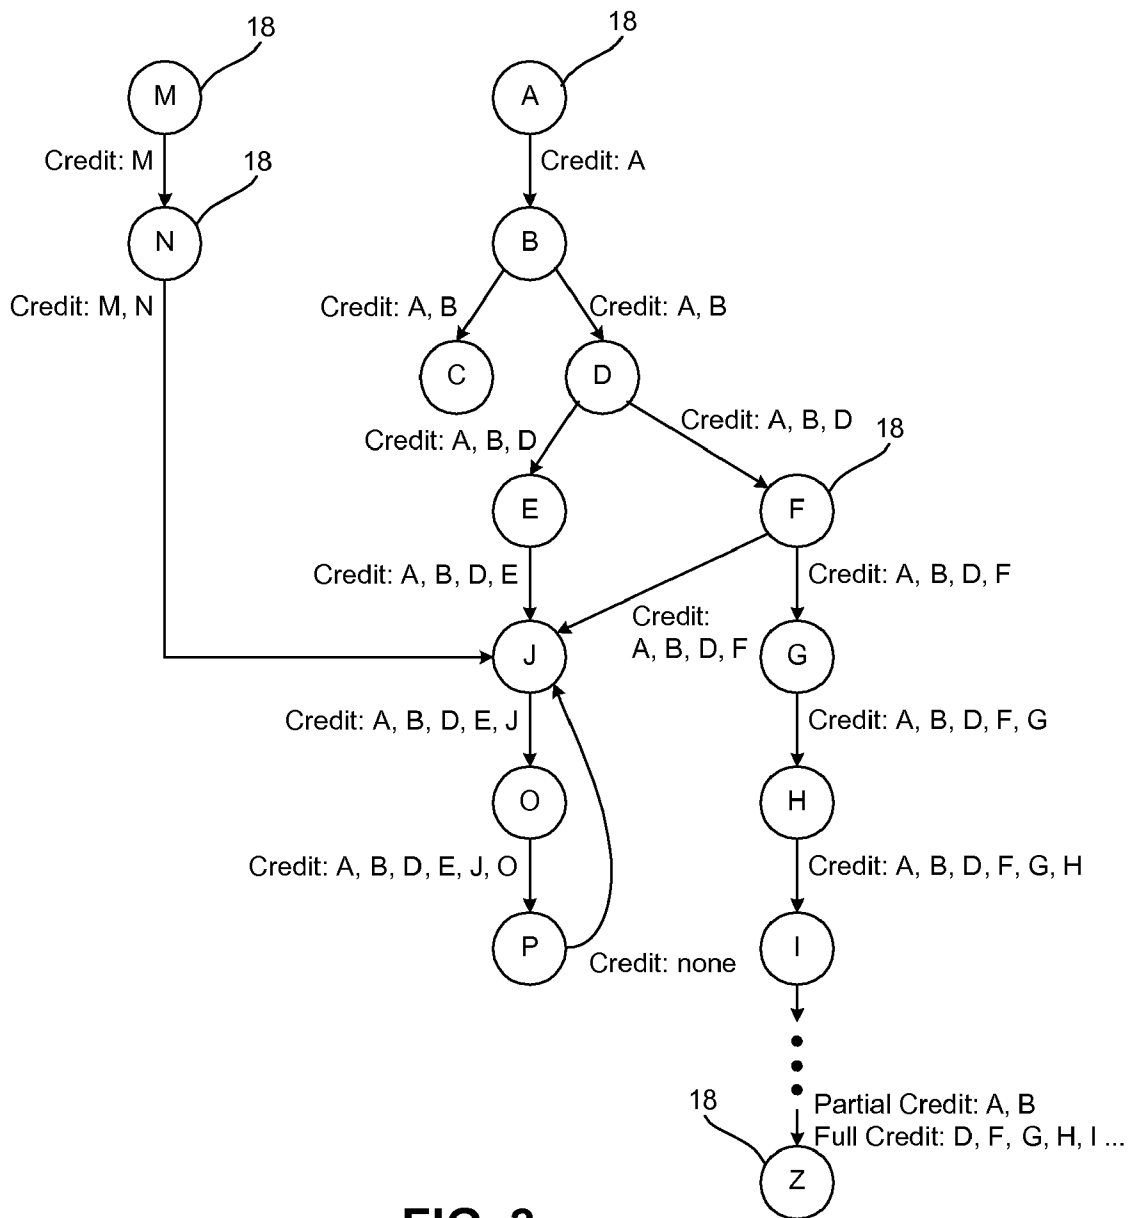 18
18
M
A
Credit: M
18
Credit: A
N
B
Credit: M, N
Credit: A, B
Credit: A, B
C
D
Credit: A, B, D
Credit: A, B, D
18
E
F
Credit: A, B, D, E
Credit: A, B, D, F
Credit:
A, B, D, F
J
G
Credit: A, B, D, E, J
Credit: A, B, D, F, G
O
H
Credit: A, B, D, E, J, O
Credit: A, B, D, F, G, H
P
I
Credit: none
18
Partial Credit: A, B
Full Credit: D, F, G, H, I ...
Z